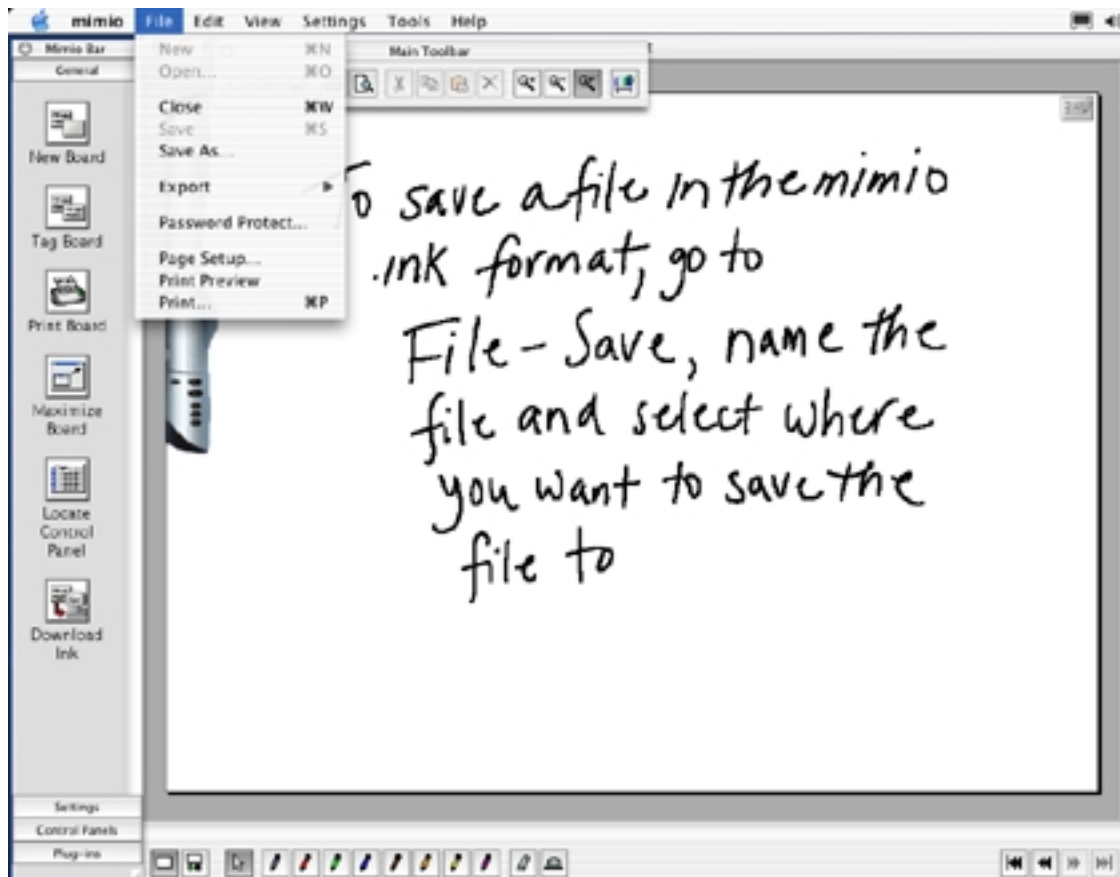 mimio File Edit View Settings Tools Help
Mimio Bar
General
New Board
Tag Board
Print Board
Maximize
Board
Locate
Control
Panel
Download
Ink
Settings
Control Panels
Plug-ins
New ⌘N
Open... ⌘O
Close ⌘W
Save ⌘S
Save As...
Export
Password Protect...
Page Setup...
Print Preview
Print... ⌘P
Main Toolbar
To save a file in the mimio
.ink format, go to
File - Save, name the
file and select where
you want to save the
file to